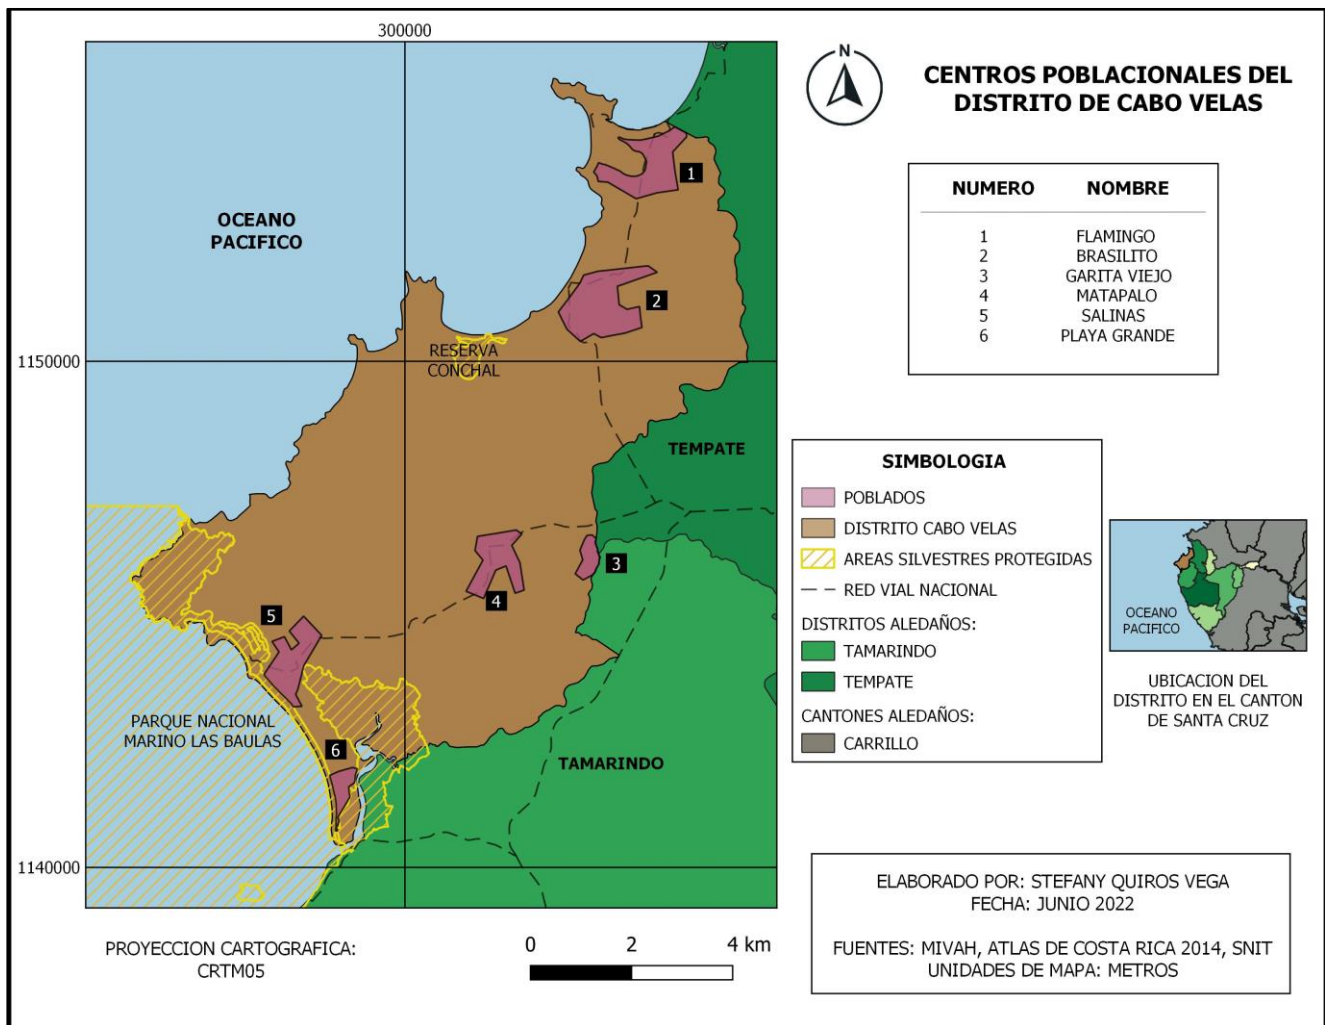 300000
1150000
1140000
OCEANO
PACIFICO
1
2
RESERVA
CONCHAL
TEMPATE
3
4
5
PARQUE NACIONAL
MARINO LAS BAULAS
6
TAMARINDO
PROYECCION CARTOGRAFICA:
CRTM05
0 2 4 km
N
CENTROS POBLACIONALES DEL
DISTRITO DE CABO VELAS
NUMERO NOMBRE
1 FLAMINGO
2 BRASILITO
3 GARITA VIEJO
4 MATAPALO
5 SALINAS
6 PLAYA GRANDE
SIMBOLOGIA
POBLADOS
DISTRITO CABO VELAS
AREAS SILVESTRES PROTEGIDAS
RED VIAL NACIONAL
DISTRITOS ALEDAÑOS:
TAMARINDO
TEMPATE
CANTONES ALEDAÑOS:
CARRILLO
OCEANO
PACIFICO
UBICACION DEL
DISTRITO EN EL CANTON
DE SANTA CRUZ
ELABORADO POR: STEFANY QUIROS VEGA
FECHA: JUNIO 2022
FUENTES: MIVAH, ATLAS DE COSTA RICA 2014, SNIT
UNIDADES DE MAPA: METROS